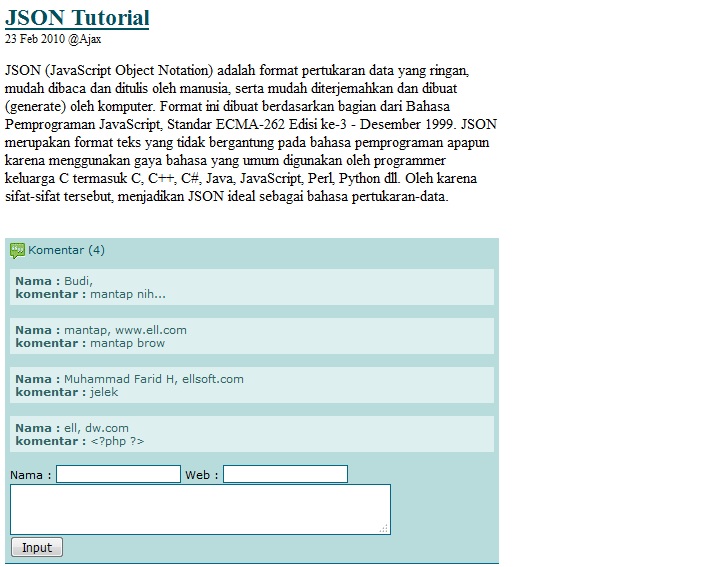 JSON Tutorial
23 Feb 2010 @Ajax
JSON (JavaScript Object Notation) adalah format pertukaran data yang ringan,
mudah dibaca dan ditulis oleh manusia, serta mudah diterjemahkan dan dibuat
(generate) oleh komputer. Format ini dibuat berdasarkan bagian dari Bahasa
Pemprograman JavaScript, Standar ECMA-262 Edisi ke-3 - Desember 1999. JSON
merupakan format teks yang tidak bergantung pada bahasa pemprograman apapun
karena menggunakan gaya bahasa yang umum digunakan oleh programmer
keluarga C termasuk C, C++, C#, Java, JavaScript, Perl, Python dll. Oleh karena
sifat-sifat tersebut, menjadikan JSON ideal sebagai bahasa pertukaran-data.
Komentar (4)
Nama : Budi,
komentar : mantap nih...
Nama : mantap, www.ell.com
komentar : mantap brow
Nama : Muhammad Farid H, ellsoft.com
komentar : jelek
Nama : ell, dw.com
komentar : <?php ?>
Nama : Web :
Input